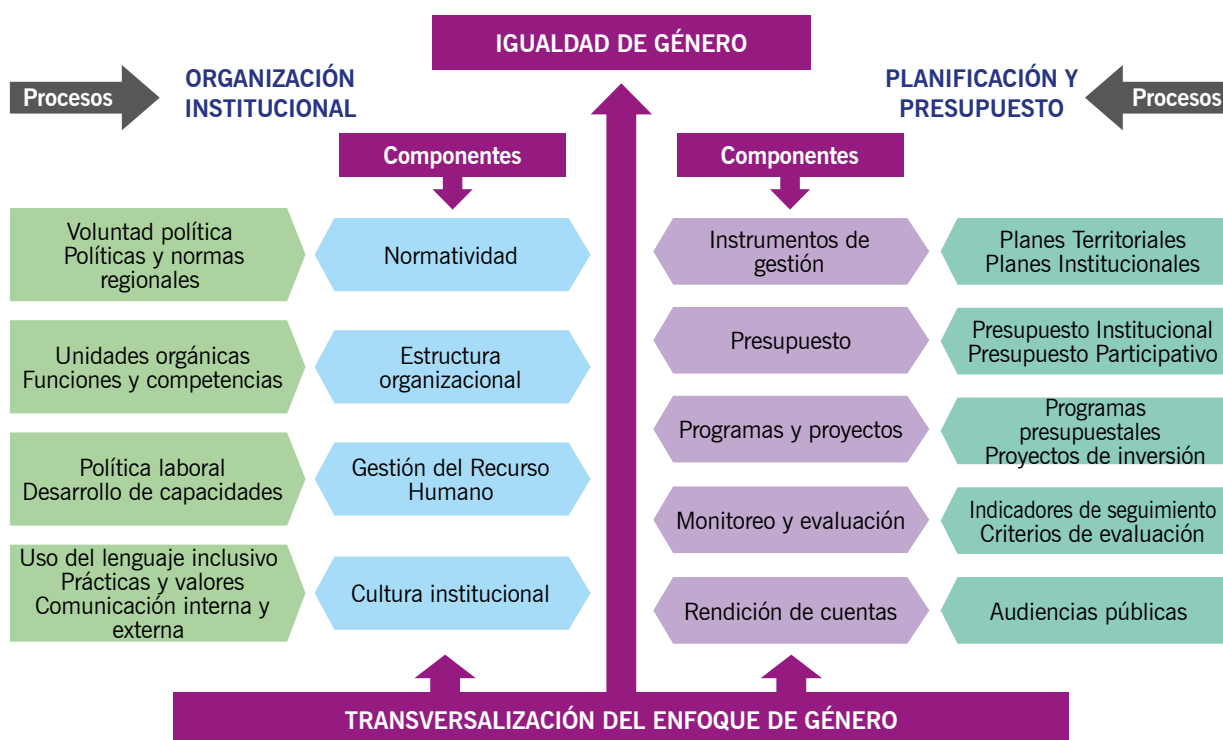 IGUALDAD DE GÉNERO
Procesos
ORGANIZACIÓN
INSTITUCIONAL
PLANIFICACIÓN Y
PRESUPUESTO
Procesos
Componentes
Componentes
Voluntad política
Políticas y normas
regionales
Normatividad
Instrumentos de
gestión
Planes Territoriales
Planes Institucionales
Unidades orgánicas
Funciones y competencias
Estructura
organizacional
Presupuesto
Presupuesto Institucional
Presupuesto Participativo
Política laboral
Desarrollo de capacidades
Gestión del Recurso
Humano
Programas y proyectos
Programas
presupuestales
Proyectos de inversión
Monitoreo y evaluación
Indicadores de seguimiento
Criterios de evaluación
Uso del lenguaje inclusivo
Prácticas y valores
Comunicación interna y
externa
Cultura institucional
Rendición de cuentas
Audiencias públicas
TRANSVERSALIZACIÓN DEL ENFOQUE DE GÉNERO